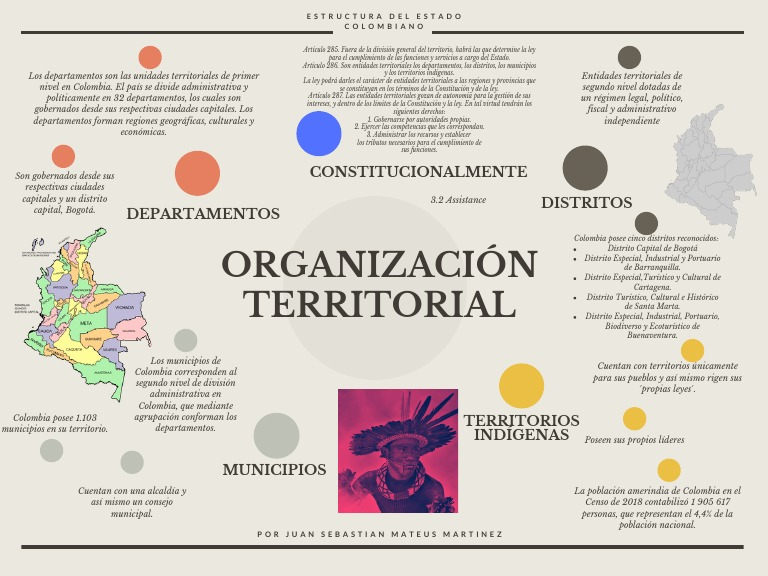 ESTRUCTURA DEL ESTADO
COLOMBIANO
Los departamentos son las unidades territoriales de primer
nivel en Colombia. El país se divide administrativa y
políticamente en 32 departamentos, los cuales son
gobernados desde sus respectivas ciudades capitales. Los
departamentos forman regiones geográficas, culturales y
económicas.
Artículo 285. Fuera de la división general del territorio, habrá las que determine la ley
para el cumplimiento de las funciones y servicios a cargo del Estado.
Artículo 286. Son entidades territoriales los departamentos, los distritos, los municipios
y los territorios indígenas.
La ley podrá darles el carácter de entidades territoriales a las regiones y provincias que
se constituyan en los términos de la Constitución y de la ley.
Artículo 287. Las entidades territoriales gozan de autonomía para la gestión de sus
intereses, y dentro de los límites de la Constitución y la ley. En tal virtud tendrán los
siguientes derechos:
1. Gobernarse por autoridades propias.
2. Ejercer las competencias que les correspondan.
3. Administrar los recursos y establecer
los tributos necesarios para el cumplimiento de
sus funciones.
Entidades territoriales de
segundo nivel dotadas de
un régimen legal, político,
fiscal y administrativo
independiente
Son gobernados desde sus
respectivas ciudades
capitales y un distrito
capital, Bogotá.
DEPARTAMENTOS
CONSTITUCIONALMENTE
3.2 Assistance
DISTRITOS
Colombia posee cinco distritos reconocidos:
• Distrito Capital de Bogotá
• Distrito Especial, Industrial y Portuario
de Barranquilla.
• Distrito Especial,Turístico y Cultural de
Cartagena.
• Distrito Turístico, Cultural e Histórico
de Santa Marta.
• Distrito Especial, Industrial, Portuario,
Biodiverso y Ecoturístico de
Buenaventura.
ORGANIZACIÓN
TERRITORIAL
VICHADA
META
CAQUETA
AMAZONAS
Los municipios de
Colombia corresponden al
segundo nivel de división
administrativa en
Colombia, que mediante
agrupación conforman los
departamentos.
Colombia posee 1.103
municipios en su territorio.
Cuentan con una alcaldía y
así mismo un consejo
municipal.
MUNICIPIOS
TERRITORIOS
INDÍGENAS
Cuentan con territorios únicamente
para sus pueblos y así mismo rigen sus
'propias leyes'.
Poseen sus propios líderes
La población amerindia de Colombia en el
Censo de 2018 contabilizó 1 905 617
personas, que representan el 4,4% de la
población nacional.
POR JUAN SEBASTIAN MATEUS MARTINEZ